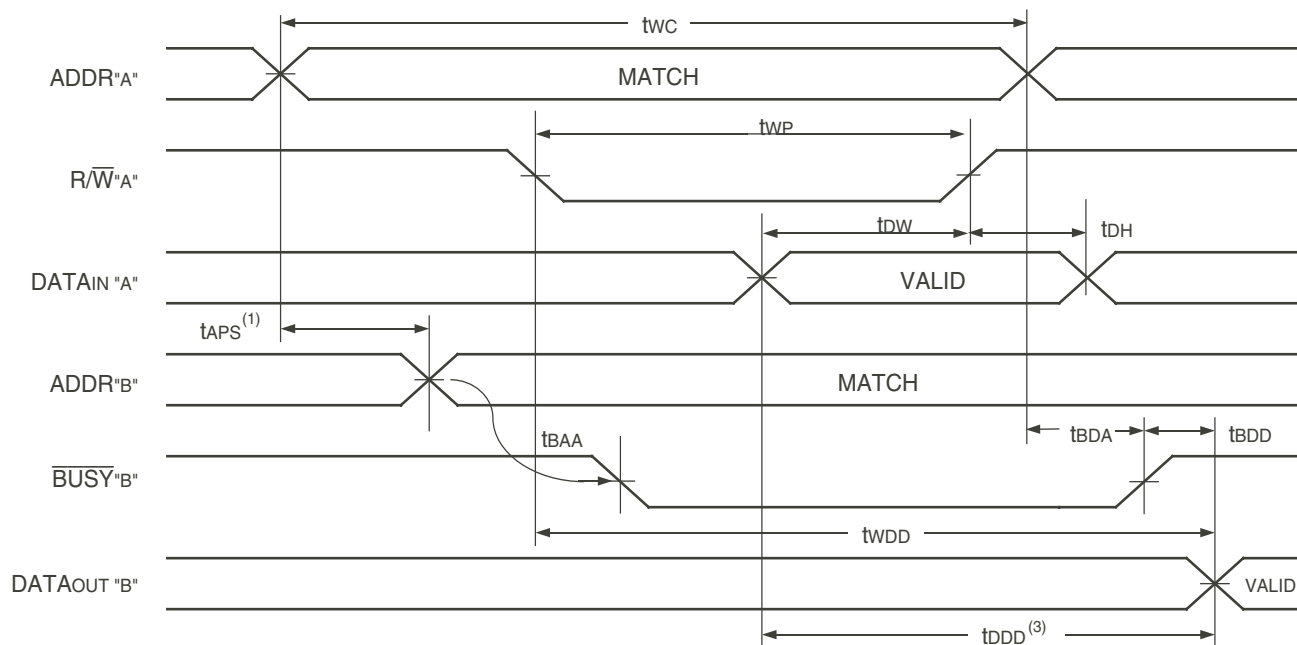 tWC
ADDR"A"
MATCH
tWP
R/W"A"
tDW
tDH
DATAIN "A"
VALID
tAPS(1)
ADDR"B"
MATCH
tBAA
tBDA
tBDD
BUSY"B"
tWDD
DATAOUT "B"
VALID
tDDD(3)